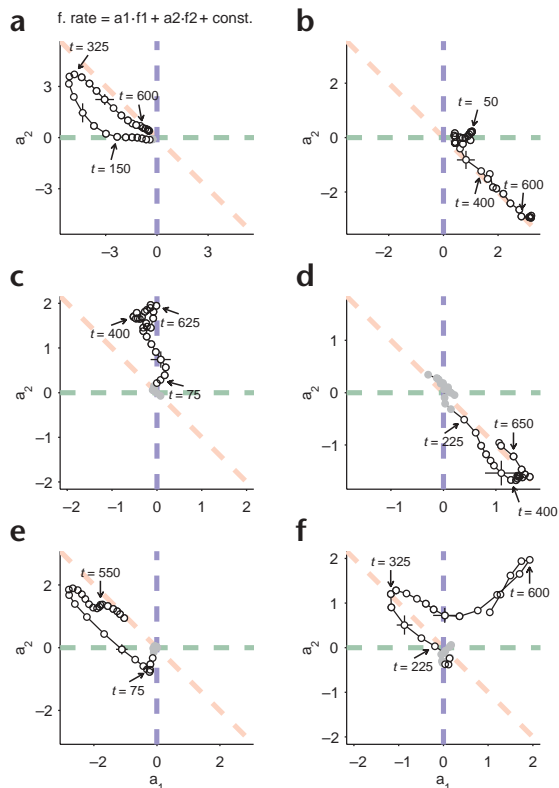 a
f. rate = a1·f1 + a2·f2 + const.
t = 325
t = 600
t = 150
3
0
−3
a2
−3
0
3
b
t = 50
t = 400
t = 600
2
0
−2
a2
0
2
c
t = 400
t = 625
t = 75
2
1
0
−1
−2
a2
−2
−1
0
1
2
d
t = 225
t = 650
t = 400
1
0
−1
a2
−1
0
1
e
t = 550
t = 75
2
0
−2
a2
−2
0
2
a1
f
t = 325
t = 600
t = 225
2
1
0
−1
−2
a2
−2
−1
0
1
2
a1